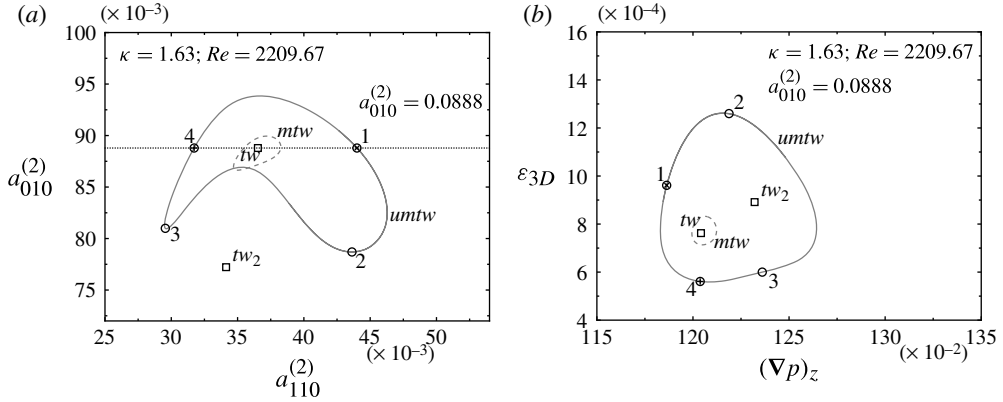 (a)
(× 10⁻³)
κ = 1.63; Re = 2209.67
a₀₁₀⁽²⁾ = 0.0888
100
95
90
85
80
75
a₀₁₀⁽²⁾
4
mtw
1
tw
umtw
3
2
tw₂
25
30
35
40
45
50
(× 10⁻³)
a₁₁₀⁽²⁾
(b)
(× 10⁻⁴)
κ = 1.63; Re = 2209.67
a₀₁₀⁽²⁾ = 0.0888
16
14
12
10
8
6
4
ε₃D
2
umtw
1
tw₂
tw
mtw
4
3
115
120
125
130
135
(× 10⁻²)
(∇p)z